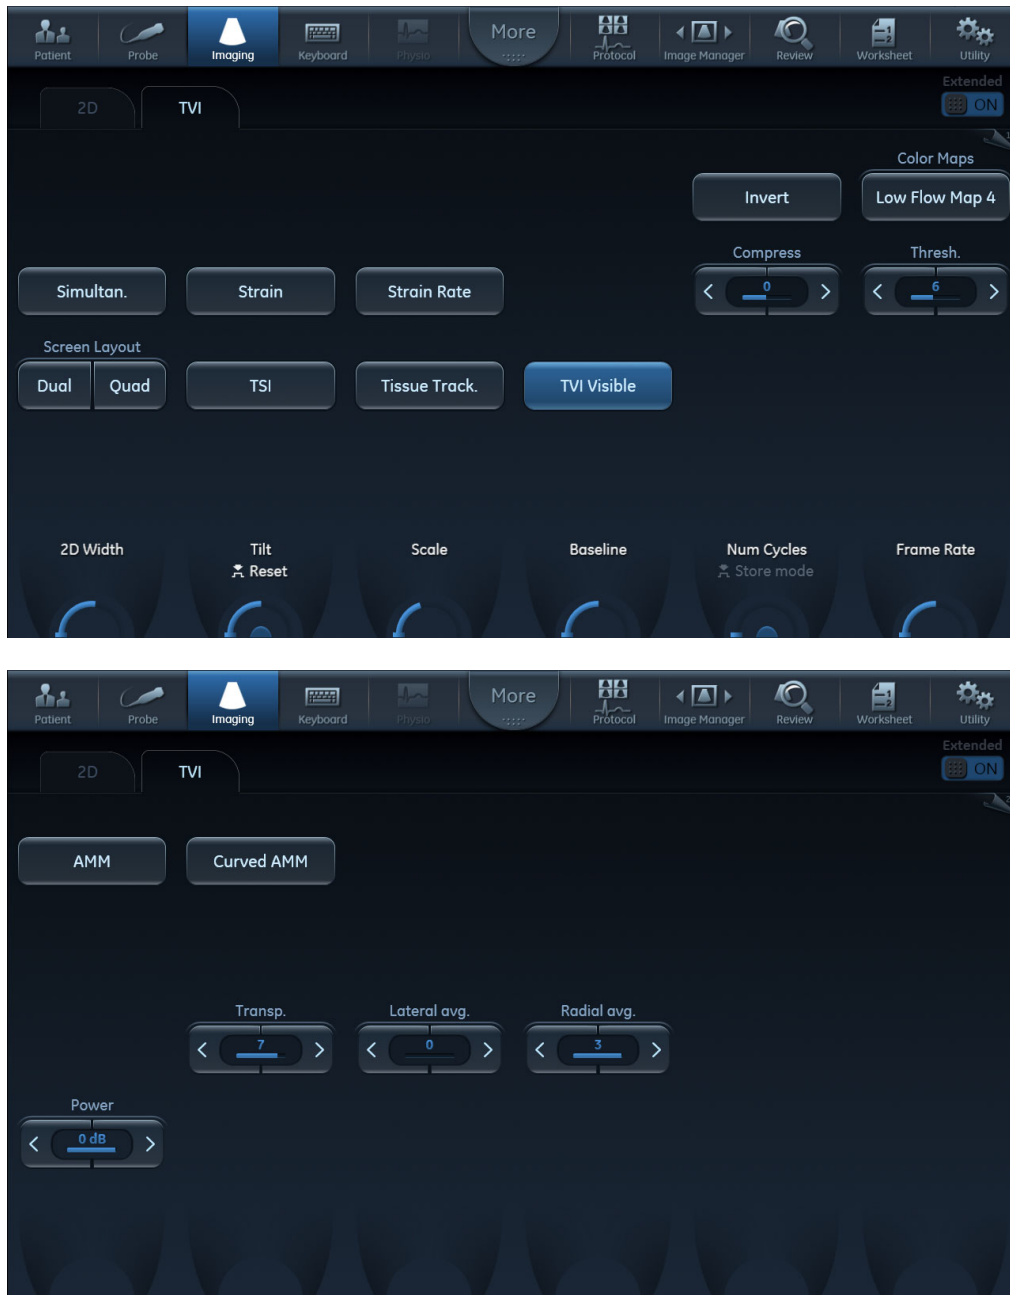 Patient Probe Imaging Keyboard Physio More Protocol Image Manager Review Worksheet Utility
Extended
2D TVI ON
1
Color Maps
Invert Low Flow Map 4
Compress Thresh.
Simultan. Strain Strain Rate 0 6
Screen Layout
Dual Quad TSI Tissue Track. TVI Visible
2D Width Tilt Scale Baseline Num Cycles Frame Rate
Reset Store mode
Patient Probe Imaging Keyboard Physio More Protocol Image Manager Review Worksheet Utility
Extended
2D TVI ON
2
AMM Curved AMM
Transp. Lateral avg. Radial avg.
7 0 3
Power
0 dB